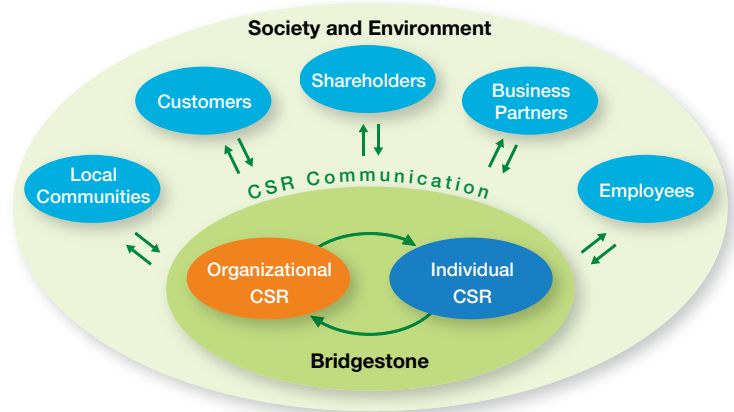 Society and Environment
Shareholders
Customers
Business
Partners
Local
Communities
Employees
CSR Communication
Organizational
CSR
Individual
CSR
Bridgestone